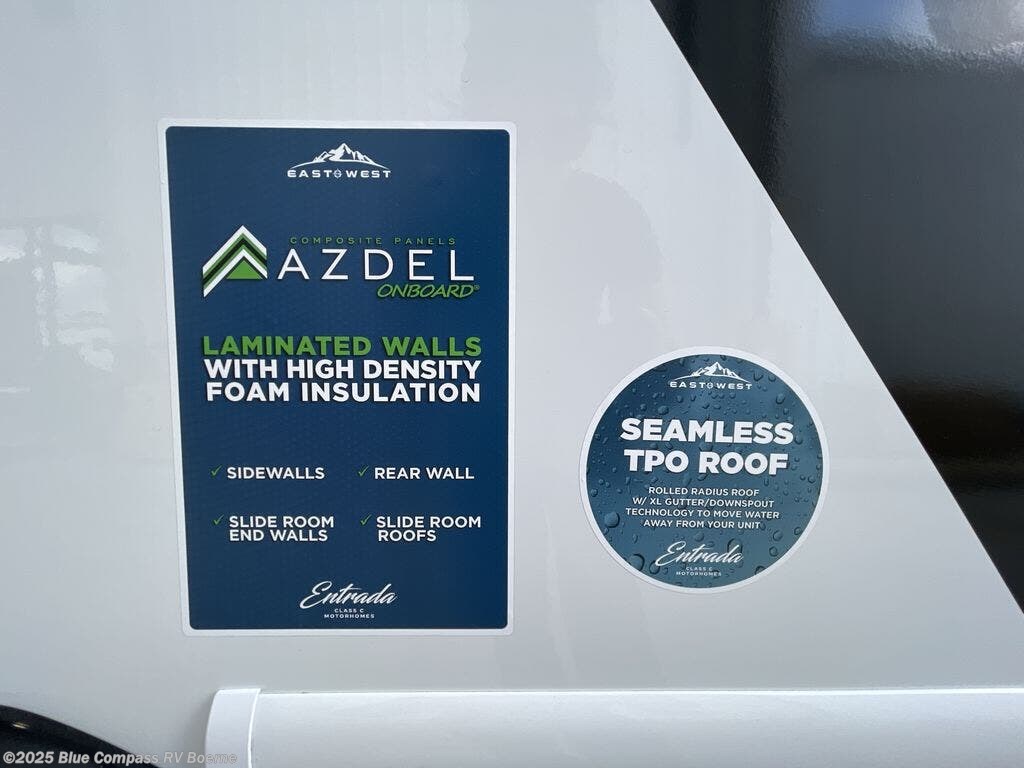 EAST WEST
COMPOSITE PANELS
AZDEL
ONBOARD®
LAMINATED WALLS
WITH HIGH DENSITY
FOAM INSULATION
✓ SIDEWALLS
✓ REAR WALL
✓ SLIDE ROOM
END WALLS
✓ SLIDE ROOM
ROOFS
Entrada
CLASS C
MOTORHOMES
EAST WEST
SEAMLESS
TPO ROOF
ROLLED RADIUS ROOF
W/ XL GUTTER/DOWNSPOUT
TECHNOLOGY TO MOVE WATER
AWAY FROM YOUR UNIT
Entrada
CLASS C
MOTORHOMES
©2025 Blue Compass RV Boerne